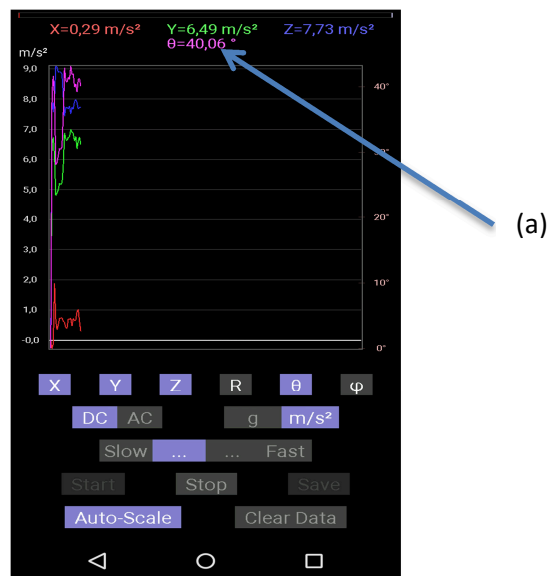 X=0,29 m/s² Y=6,49 m/s² Z=7,73 m/s²
θ=40,06 °
m/s²
9,0
40°
8,0
7,0
30°
6,0
5,0
20°
(a)
4,0
3,0
10°
2,0
1,0
-0,0
0°
X Y Z R θ φ
DC AC g m/s²
Slow ... ... Fast
Start Stop Save
Auto-Scale Clear Data